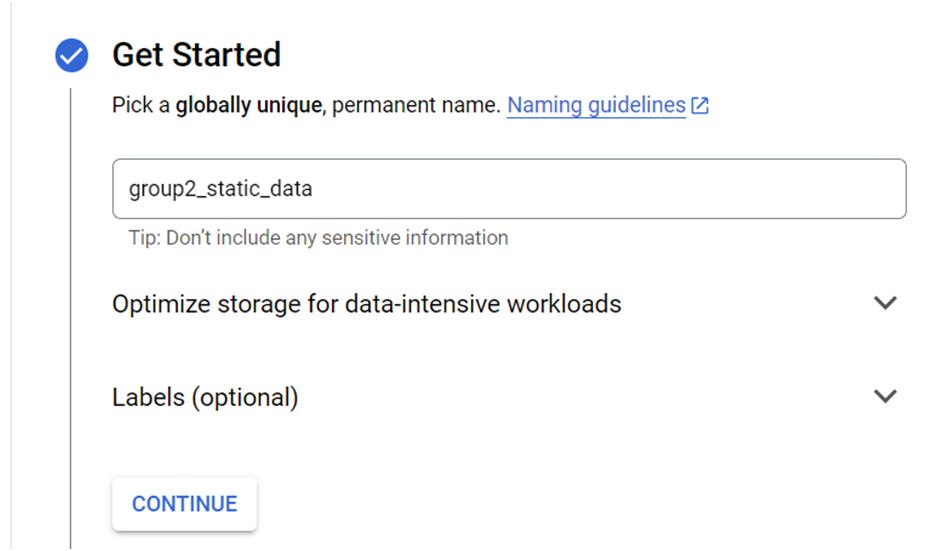 Get Started
Pick a globally unique, permanent name. Naming guidelines
group2_static_data
Tip: Don’t include any sensitive information
Optimize storage for data-intensive workloads
Labels (optional)
CONTINUE